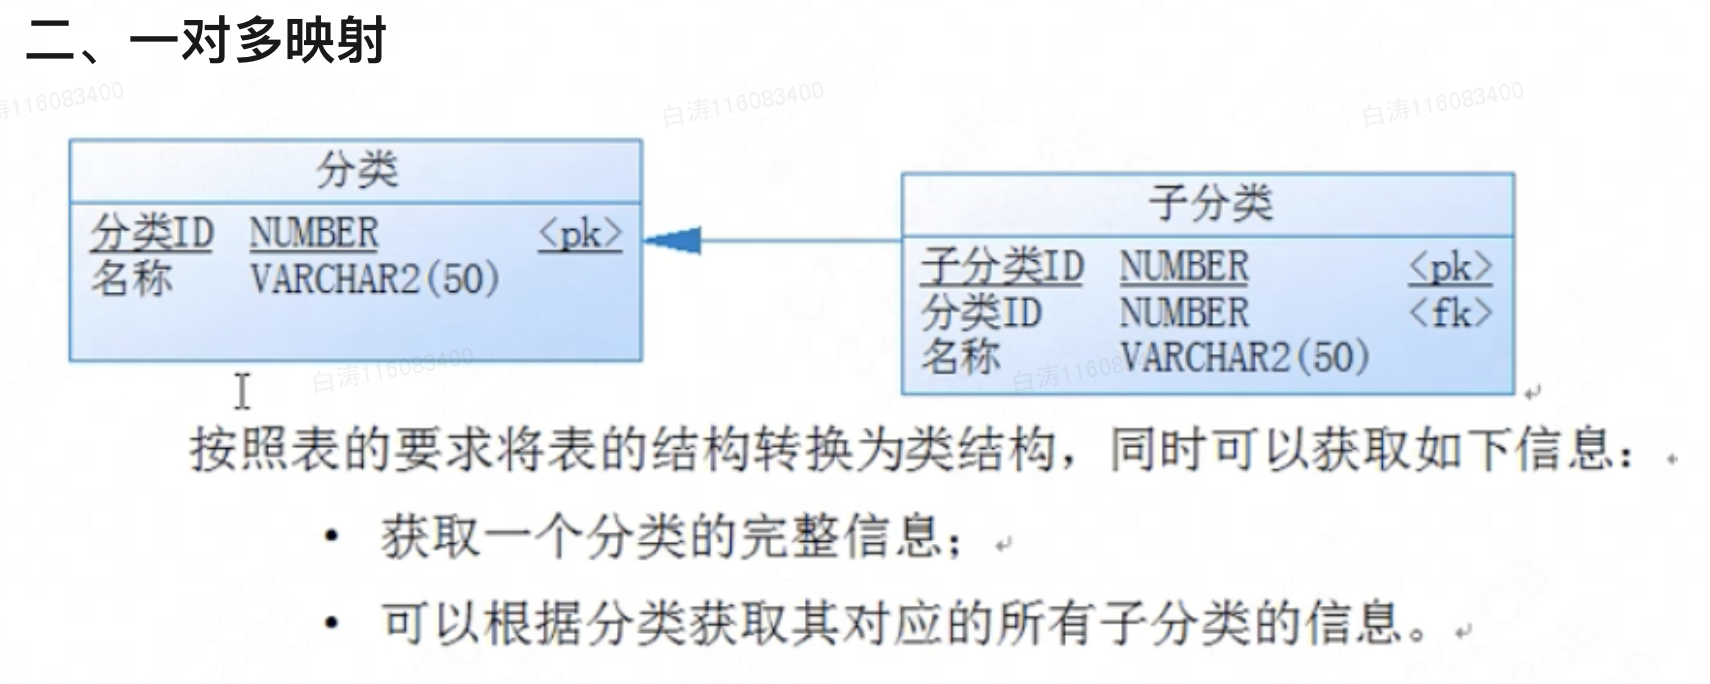 二、一对多映射
涛116083400
白涛116083400
白涛116083400
分类
分类ID NUMBER <pk>
名称 VARCHAR2(50)
子分类
子分类ID NUMBER <pk>
分类ID NUMBER <fk>
名称 VARCHAR2(50)
白涛116083400
白涛1160834
按照表的要求将表的结构转换为类结构，同时可以获取如下信息：
• 获取一个分类的完整信息；
• 可以根据分类获取其对应的所有子分类的信息。